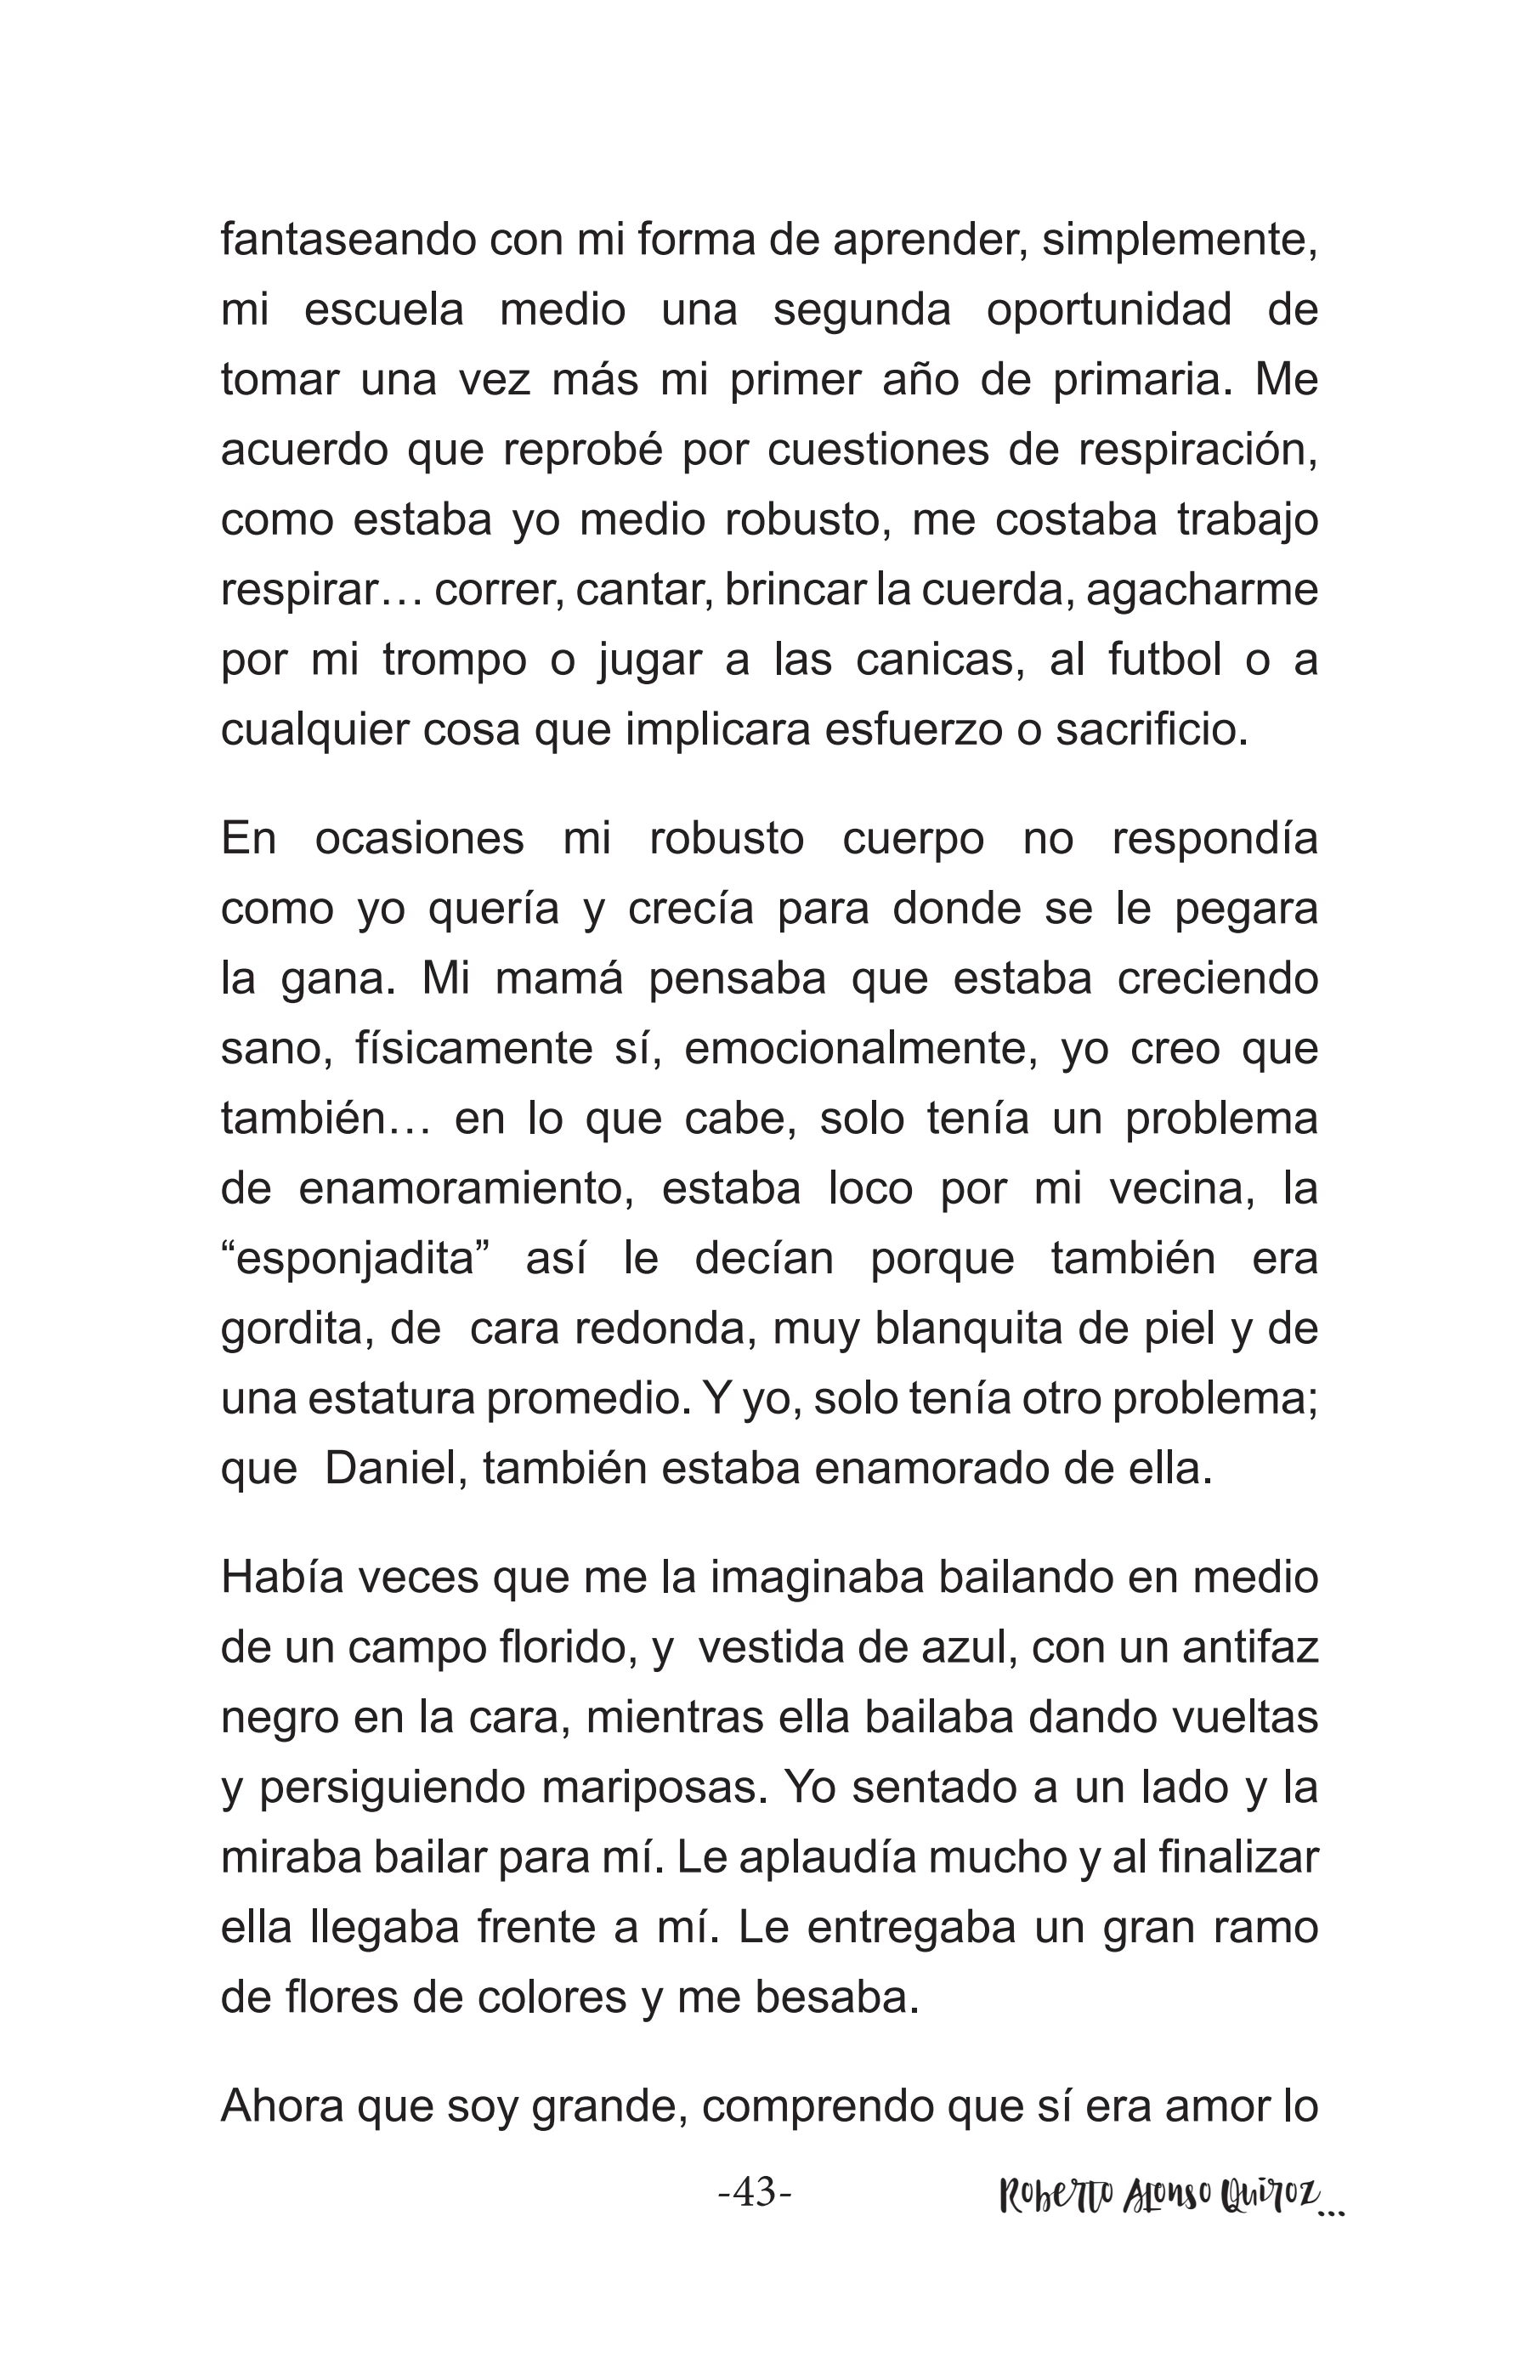 fantaseando con mi forma de aprender, simplemente,
mi escuela medio una segunda oportunidad de
tomar una vez más mi primer año de primaria. Me
acuerdo que reprobé por cuestiones de respiración,
como estaba yo medio robusto, me costaba trabajo
respirar… correr, cantar, brincar la cuerda, agacharme
por mi trompo o jugar a las canicas, al futbol o a
cualquier cosa que implicara esfuerzo o sacrificio.
En ocasiones mi robusto cuerpo no respondía
como yo quería y crecía para donde se le pegara
la gana. Mi mamá pensaba que estaba creciendo
sano, físicamente sí, emocionalmente, yo creo que
también… en lo que cabe, solo tenía un problema
de enamoramiento, estaba loco por mi vecina, la
“esponjadita” así le decían porque también era
gordita, de cara redonda, muy blanquita de piel y de
una estatura promedio. Y yo, solo tenía otro problema;
que Daniel, también estaba enamorado de ella.
Había veces que me la imaginaba bailando en medio
de un campo florido, y vestida de azul, con un antifaz
negro en la cara, mientras ella bailaba dando vueltas
y persiguiendo mariposas. Yo sentado a un lado y la
miraba bailar para mí. Le aplaudía mucho y al finalizar
ella llegaba frente a mí. Le entregaba un gran ramo
de flores de colores y me besaba.
Ahora que soy grande, comprendo que sí era amor lo
-43- Roberto Alonso Quiroz...